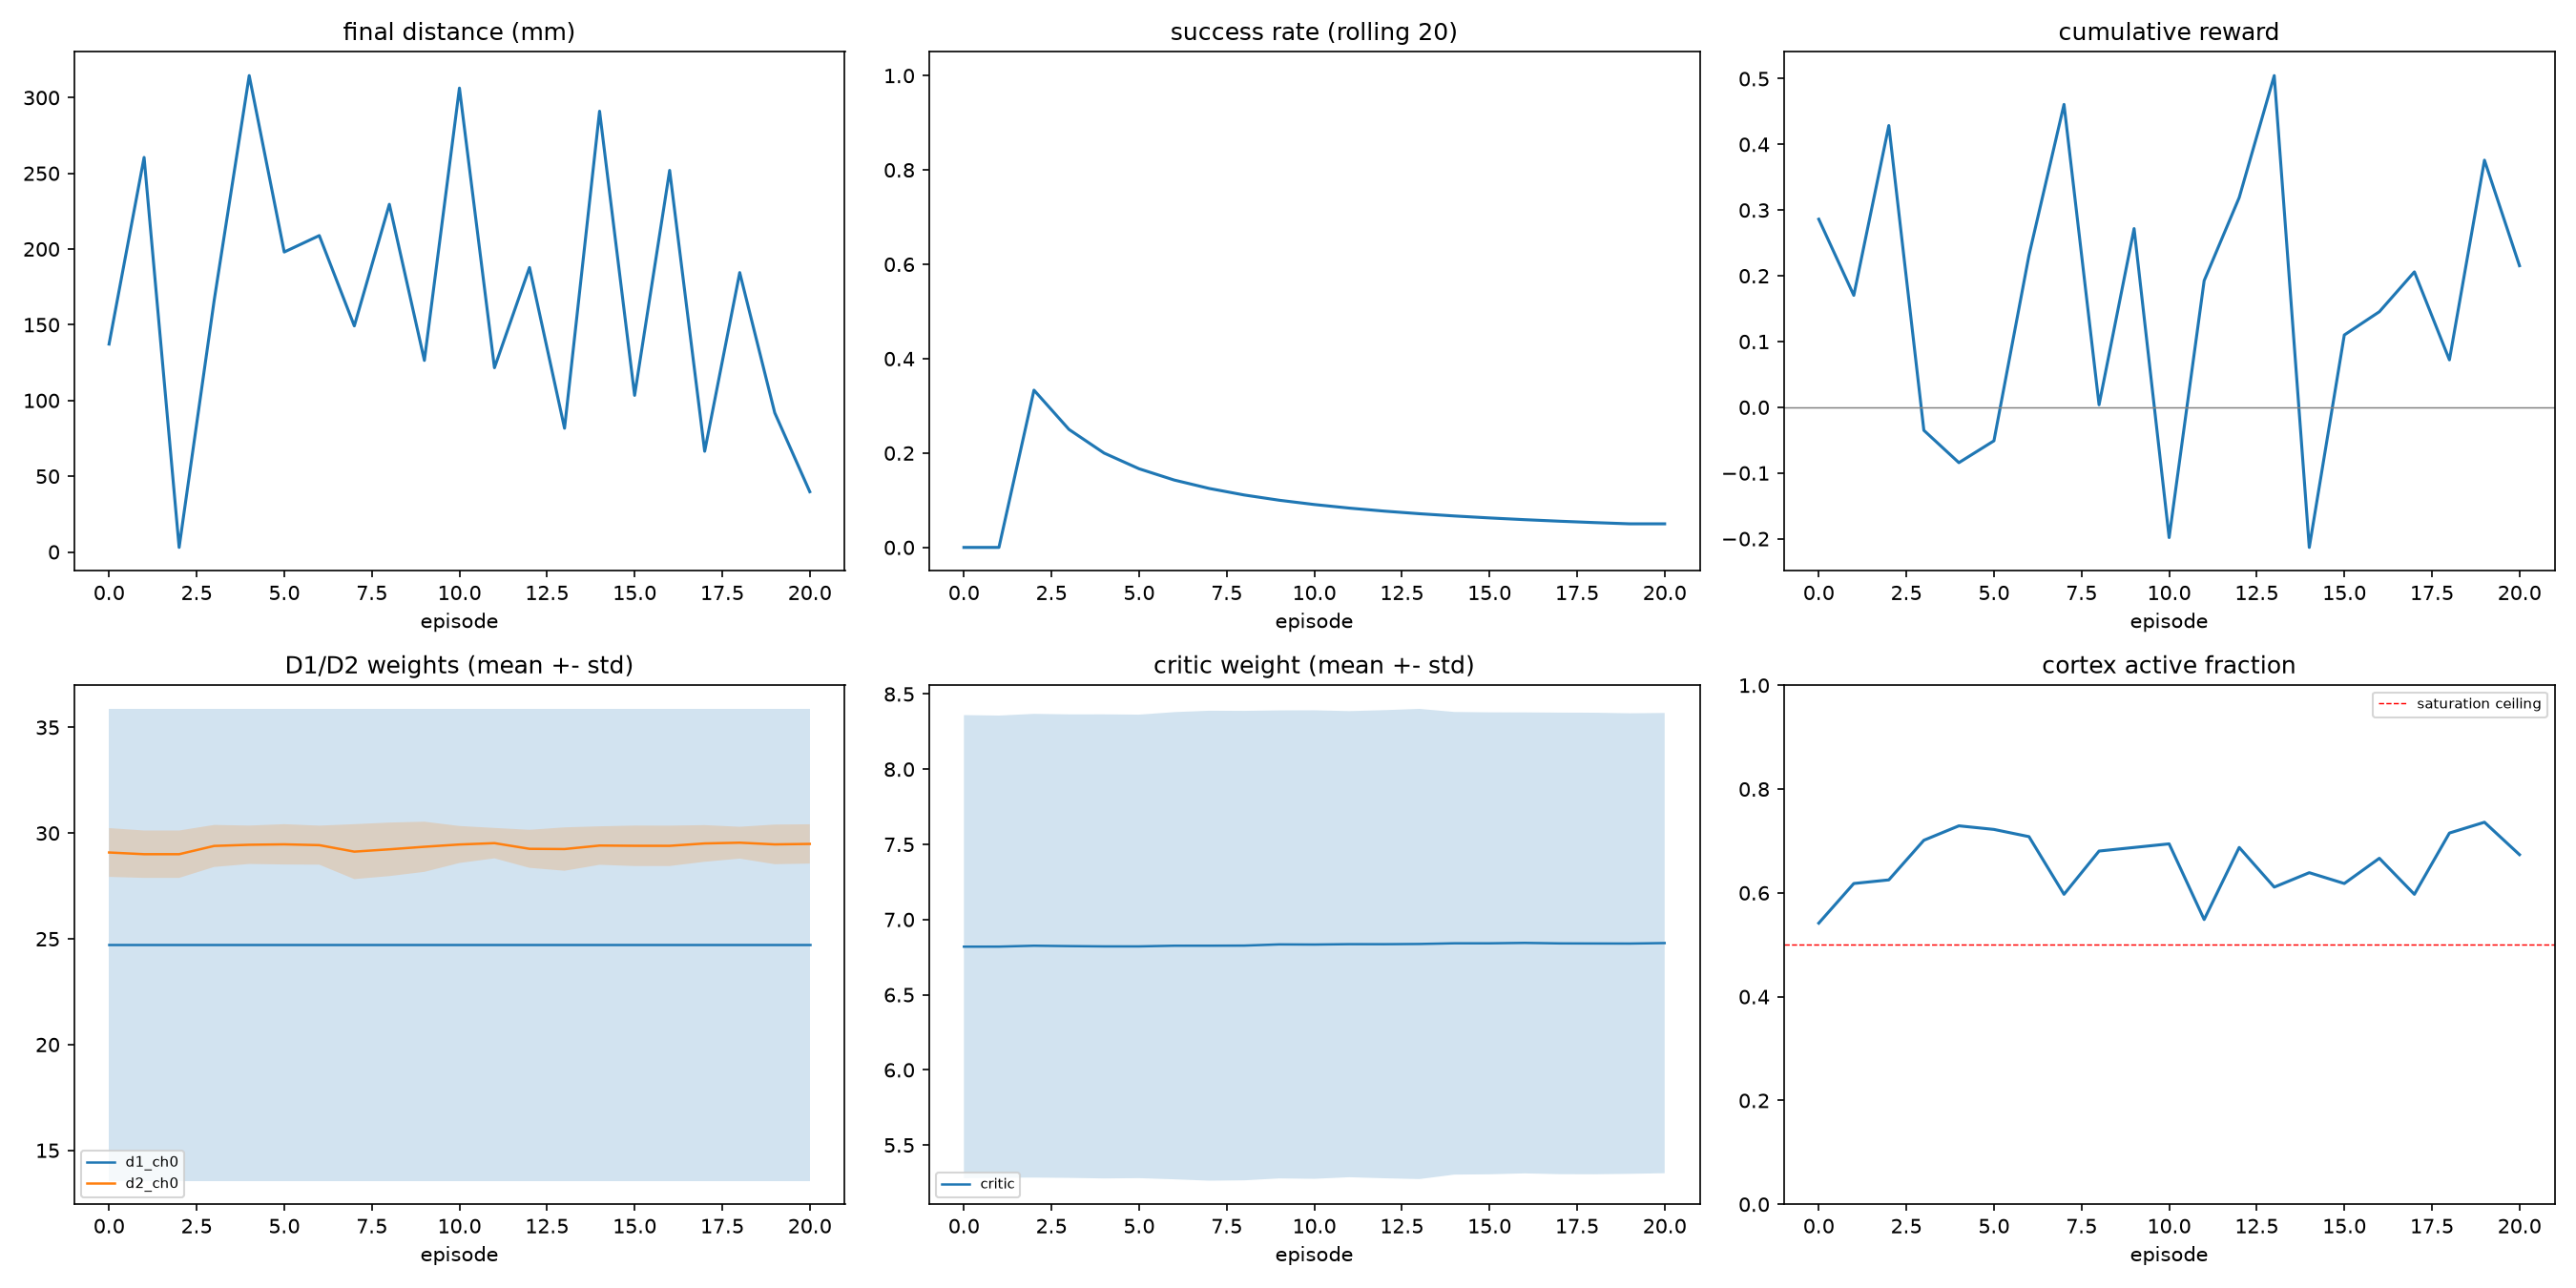 final distance (mm)
300
250
200
150
100
50
0
0.0 2.5 5.0 7.5 10.0 12.5 15.0 17.5 20.0
episode
success rate (rolling 20)
1.0
0.8
0.6
0.4
0.2
0.0
0.0 2.5 5.0 7.5 10.0 12.5 15.0 17.5 20.0
episode
cumulative reward
0.5
0.4
0.3
0.2
0.1
0.0
−0.1
−0.2
0.0 2.5 5.0 7.5 10.0 12.5 15.0 17.5 20.0
episode
D1/D2 weights (mean +- std)
35
30
25
20
15
d1_ch0
d2_ch0
0.0 2.5 5.0 7.5 10.0 12.5 15.0 17.5 20.0
episode
critic weight (mean +- std)
8.5
8.0
7.5
7.0
6.5
6.0
5.5
critic
0.0 2.5 5.0 7.5 10.0 12.5 15.0 17.5 20.0
episode
cortex active fraction
1.0
saturation ceiling
0.8
0.6
0.4
0.2
0.0
0.0 2.5 5.0 7.5 10.0 12.5 15.0 17.5 20.0
episode